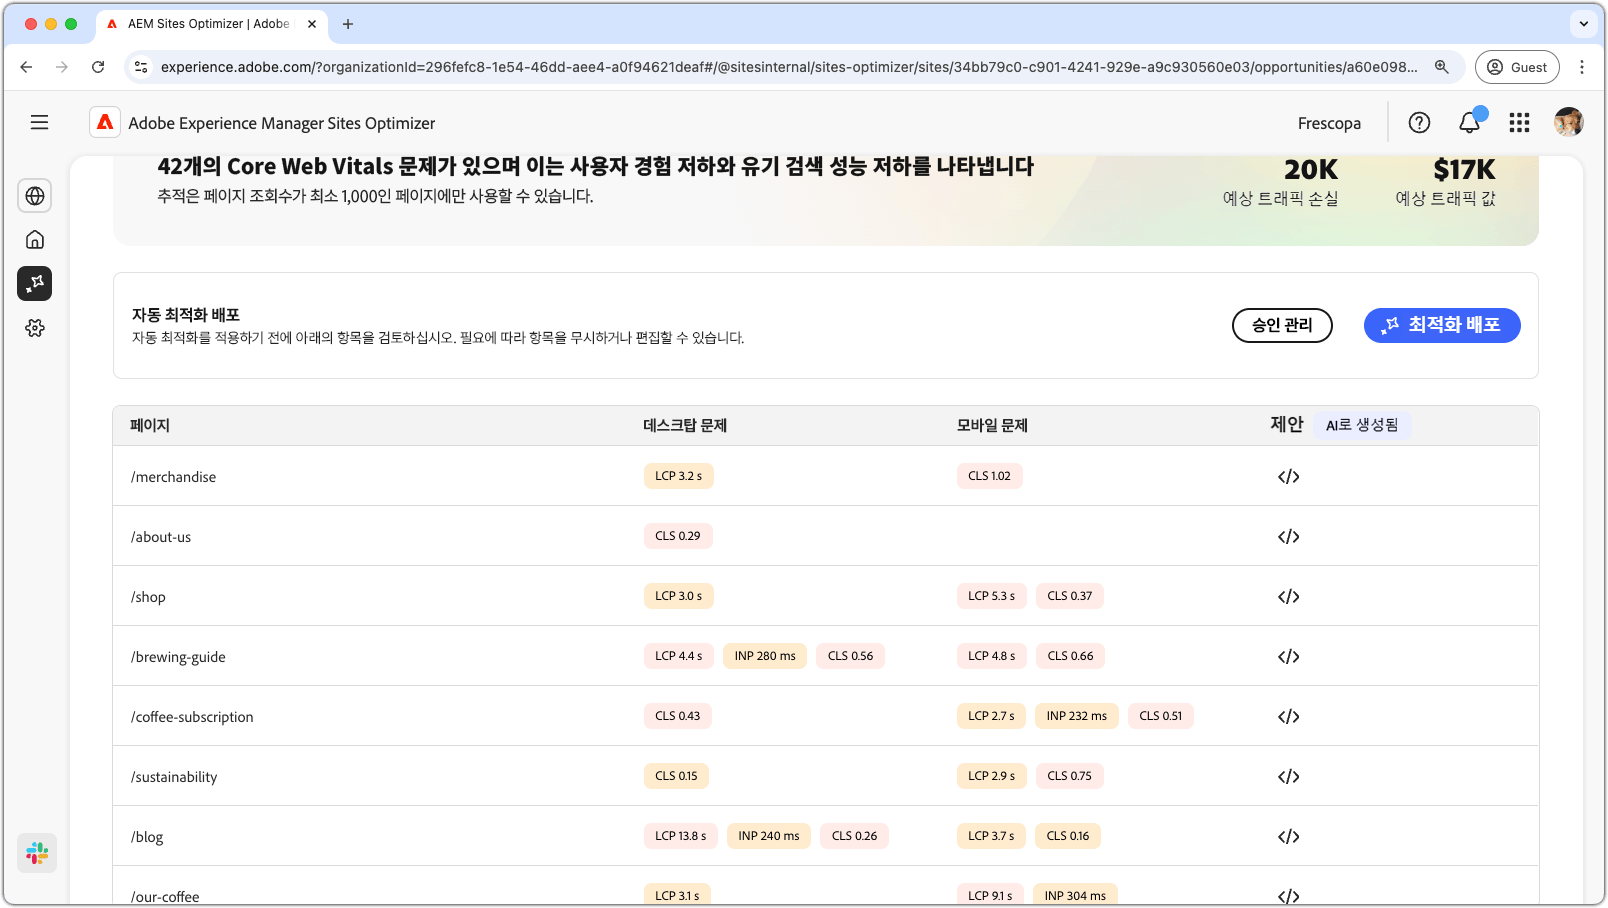 AEM Sites Optimizer | Adobe
experience.adobe.com/?organizationId=296fefc8-1e54-46dd-aee4-a0f94621deaf#/@sitesinternal/sites-optimizer/sites/34bb79c0-c901-4241-929e-a9c930560e03/opportunities/a60e098...
Guest
Adobe Experience Manager Sites Optimizer
Frescopa
42개의 Core Web Vitals 문제가 있으며 이는 사용자 경험 저하와 유기 검색 성능 저하를 나타냅니다
추적은 페이지 조회수가 최소 1,000인 페이지에만 사용할 수 있습니다.
20K
예상 트래픽 손실
$17K
예상 트래픽 값
자동 최적화 배포
자동 최적화를 적용하기 전에 아래의 항목을 검토하십시오. 필요에 따라 항목을 무시하거나 편집할 수 있습니다.
승인 관리
최적화 배포
페이지 데스크탑 문제 모바일 문제 제안 AI로 생성됨
/merchandise LCP 3.2 s CLS 1.02 </>
/about-us CLS 0.29 </>
/shop LCP 3.0 s LCP 5.3 s CLS 0.37 </>
/brewing-guide LCP 4.4 s INP 280 ms CLS 0.56 LCP 4.8 s CLS 0.66 </>
/coffee-subscription CLS 0.43 LCP 2.7 s INP 232 ms CLS 0.51 </>
/sustainability CLS 0.15 LCP 2.9 s CLS 0.75 </>
/blog LCP 13.8 s INP 240 ms CLS 0.26 LCP 3.7 s CLS 0.16 </>
/our-coffee LCP 3.1 s LCP 9.1 s INP 304 ms </>